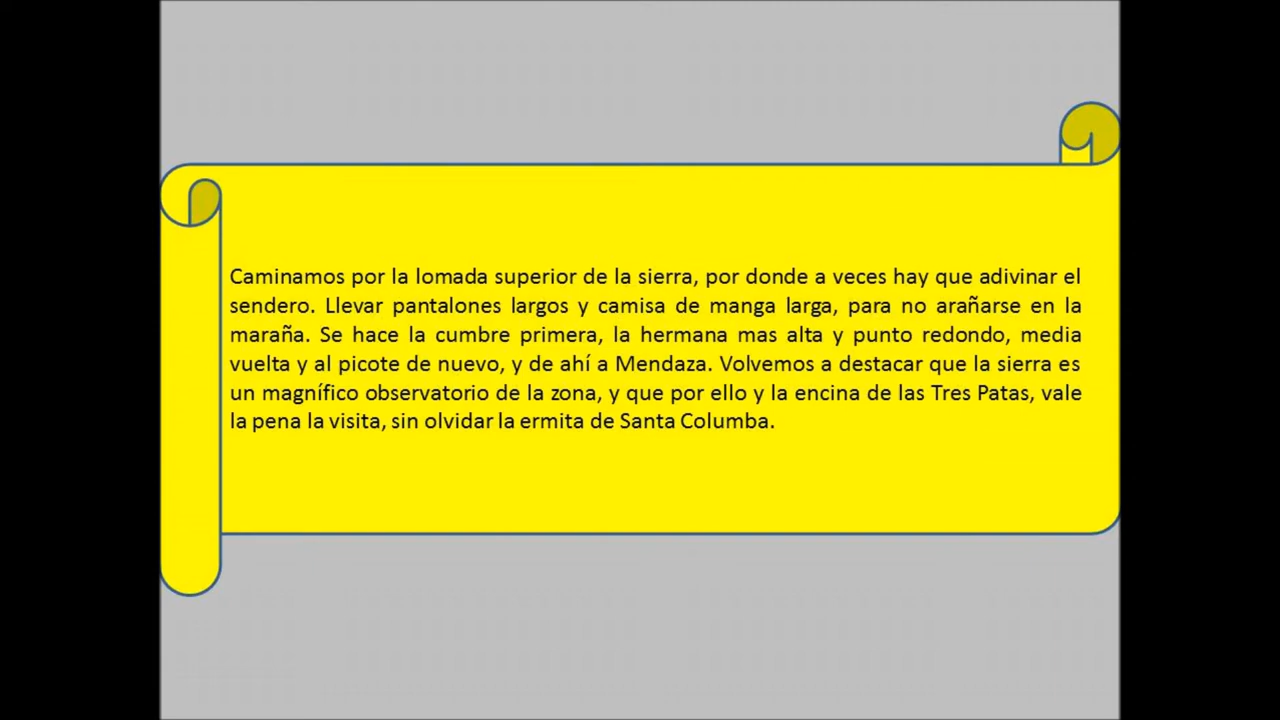 Caminamos por la lomada superior de la sierra, por donde a veces hay que adivinar el
sendero. Llevar pantalones largos y camisa de manga larga, para no arañarse en la
maraña. Se hace la cumbre primera, la hermana mas alta y punto redondo, media
vuelta y al picote de nuevo, y de ahí a Mendaza. Volvemos a destacar que la sierra es
un magnífico observatorio de la zona, y que por ello y la encina de las Tres Patas, vale
la pena la visita, sin olvidar la ermita de Santa Columba.